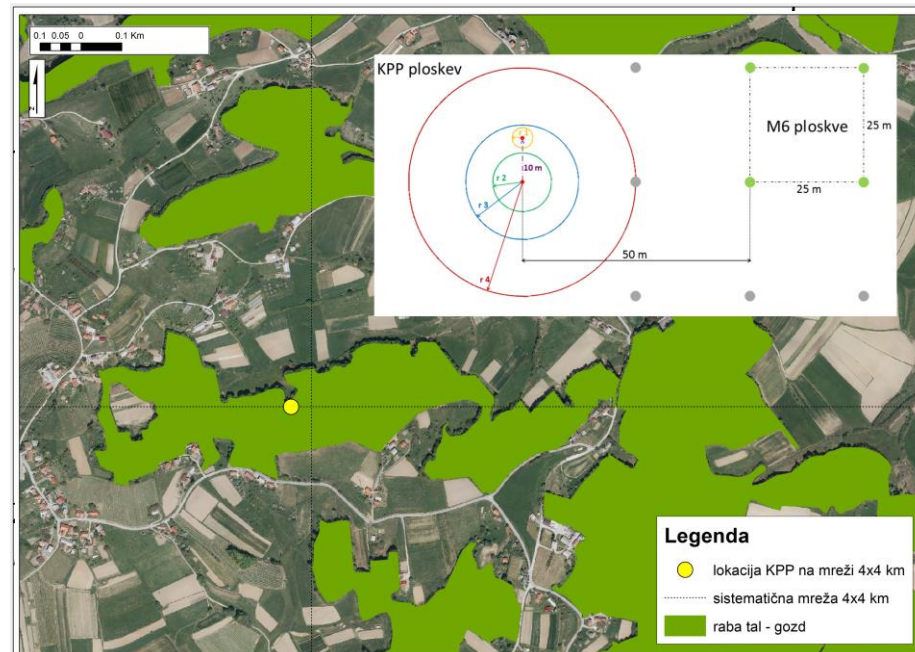 0.1 0.05 0 0.1 Km
z
KPP ploskev
10 m
r 2
r 3
r 4
50 m
M6 ploskve
25 m
25 m
Legenda
lokacija KPP na mreži 4x4 km
sistematična mreža 4x4 km
raba tal - gozd